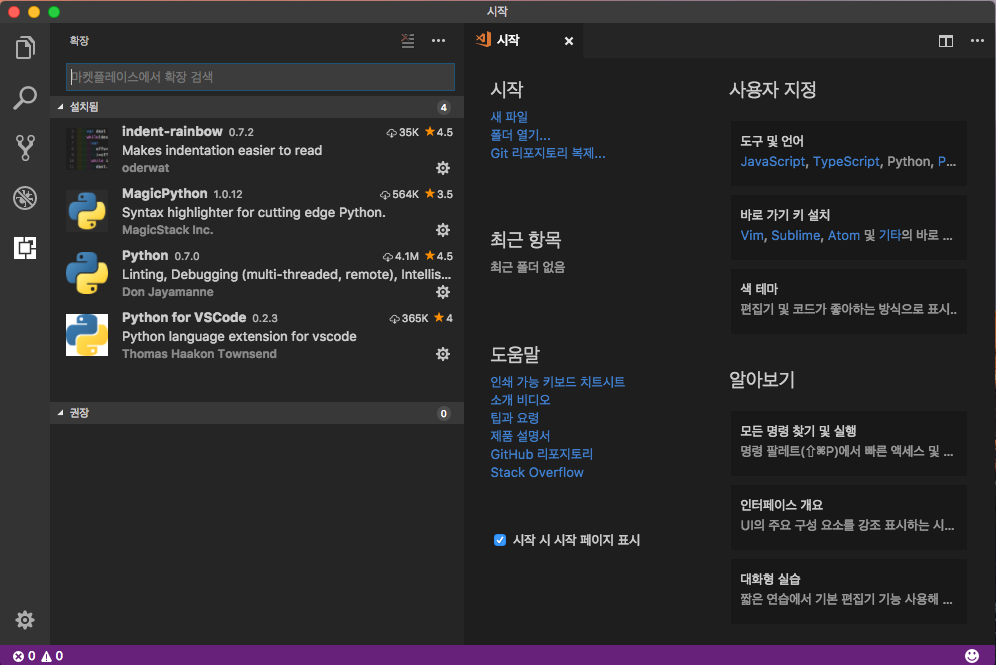 시작
확장
마켓플레이스에서 확장 검색
설치됨 4
indent-rainbow 0.7.2 35K ★4.5
Makes indentation easier to read
oderwat
MagicPython 1.0.12 564K ★3.5
Syntax highlighter for cutting edge Python.
MagicStack Inc.
Python 0.7.0 4.1M ★4.5
Linting, Debugging (multi-threaded, remote), Intellis...
Don Jayamanne
Python for VSCode 0.2.3 365K ★4
Python language extension for vscode
Thomas Haakon Townsend
권장 0
시작
시작
새 파일
폴더 열기...
Git 리포지토리 복제...
최근 항목
최근 폴더 없음
도움말
인쇄 가능 키보드 치트시트
소개 비디오
팁과 요령
제품 설명서
GitHub 리포지토리
Stack Overflow
시작 시 시작 페이지 표시
사용자 지정
도구 및 언어
JavaScript, TypeScript, Python, P...
바로 가기 키 설치
Vim, Sublime, Atom 및 기타의 바로 ...
색 테마
편집기 및 코드가 좋아하는 방식으로 표시..
알아보기
모든 명령 찾기 및 실행
명령 팔레트(⇧⌘P)에서 빠른 액세스 및 ...
인터페이스 개요
UI의 주요 구성 요소를 강조 표시하는 시...
대화형 실습
짧은 연습에서 기본 편집기 기능 사용해 ...
0 0